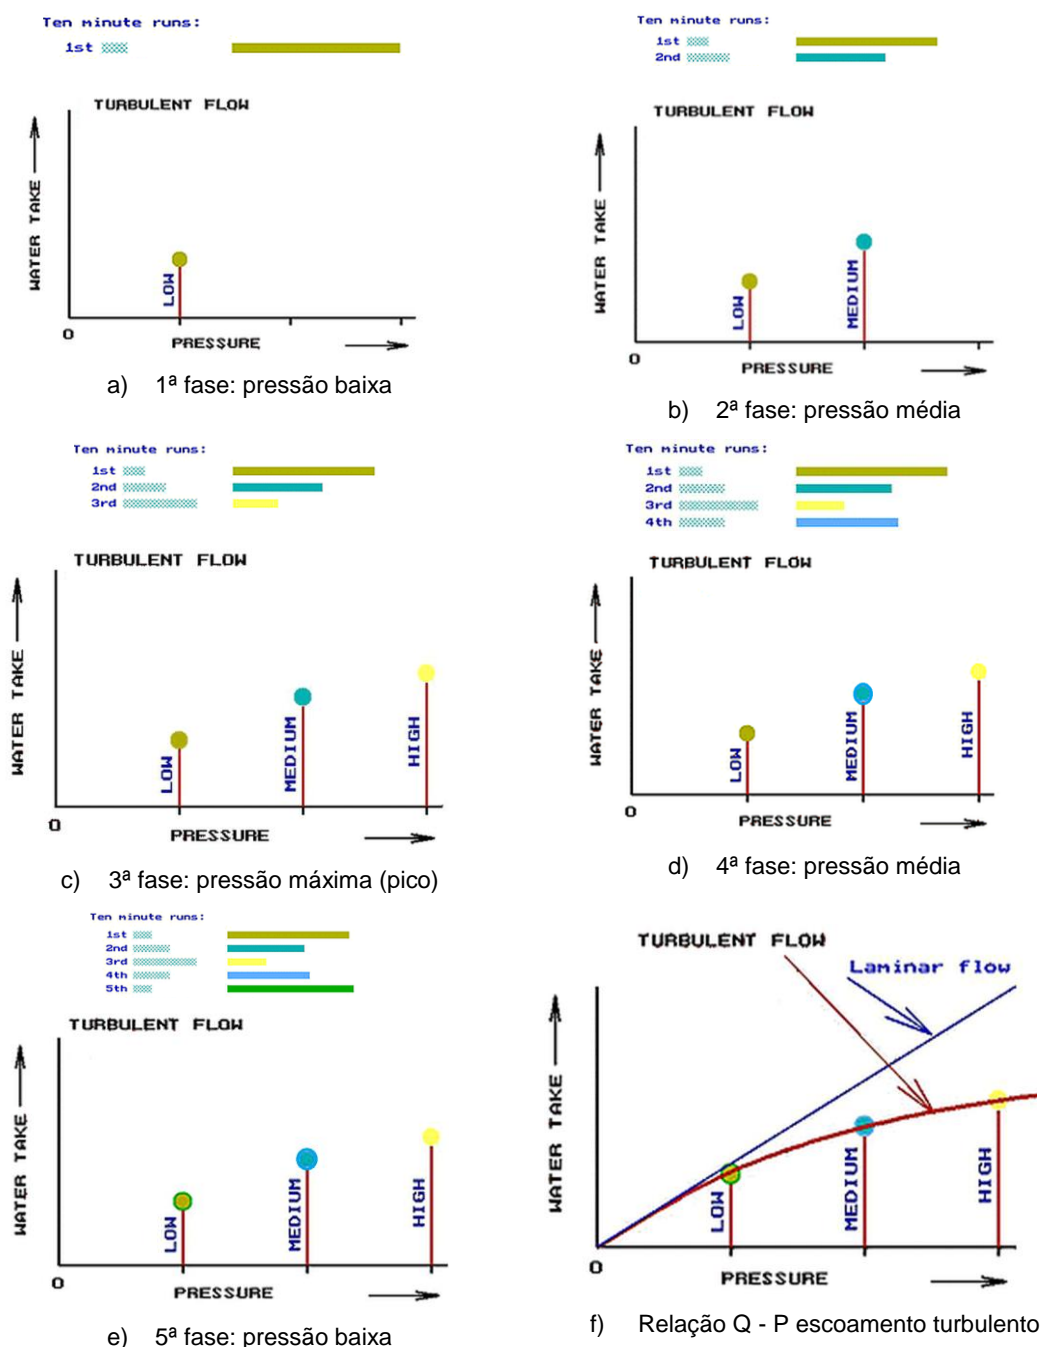 Ten minute runs:
1st
TURBULENT FLOW
WATER TAKE
LOW
0
PRESSURE
a) 1ª fase: pressão baixa
Ten minute runs:
1st
2nd
TURBULENT FLOW
WATER TAKE
LOW
MEDIUM
0
PRESSURE
b) 2ª fase: pressão média
Ten minute runs:
1st
2nd
3rd
TURBULENT FLOW
WATER TAKE
LOW
MEDIUM
HIGH
0
PRESSURE
c) 3ª fase: pressão máxima (pico)
Ten minute runs:
1st
2nd
3rd
4th
TURBULENT FLOW
WATER TAKE
LOW
MEDIUM
HIGH
0
PRESSURE
d) 4ª fase: pressão média
Ten minute runs:
1st
2nd
3rd
4th
5th
TURBULENT FLOW
WATER TAKE
LOW
MEDIUM
HIGH
0
PRESSURE
e) 5ª fase: pressão baixa
TURBULENT FLOW
Laminar flow
WATER TAKE
LOW
MEDIUM
HIGH
0
PRESSURE
f) Relação Q - P escoamento turbulento